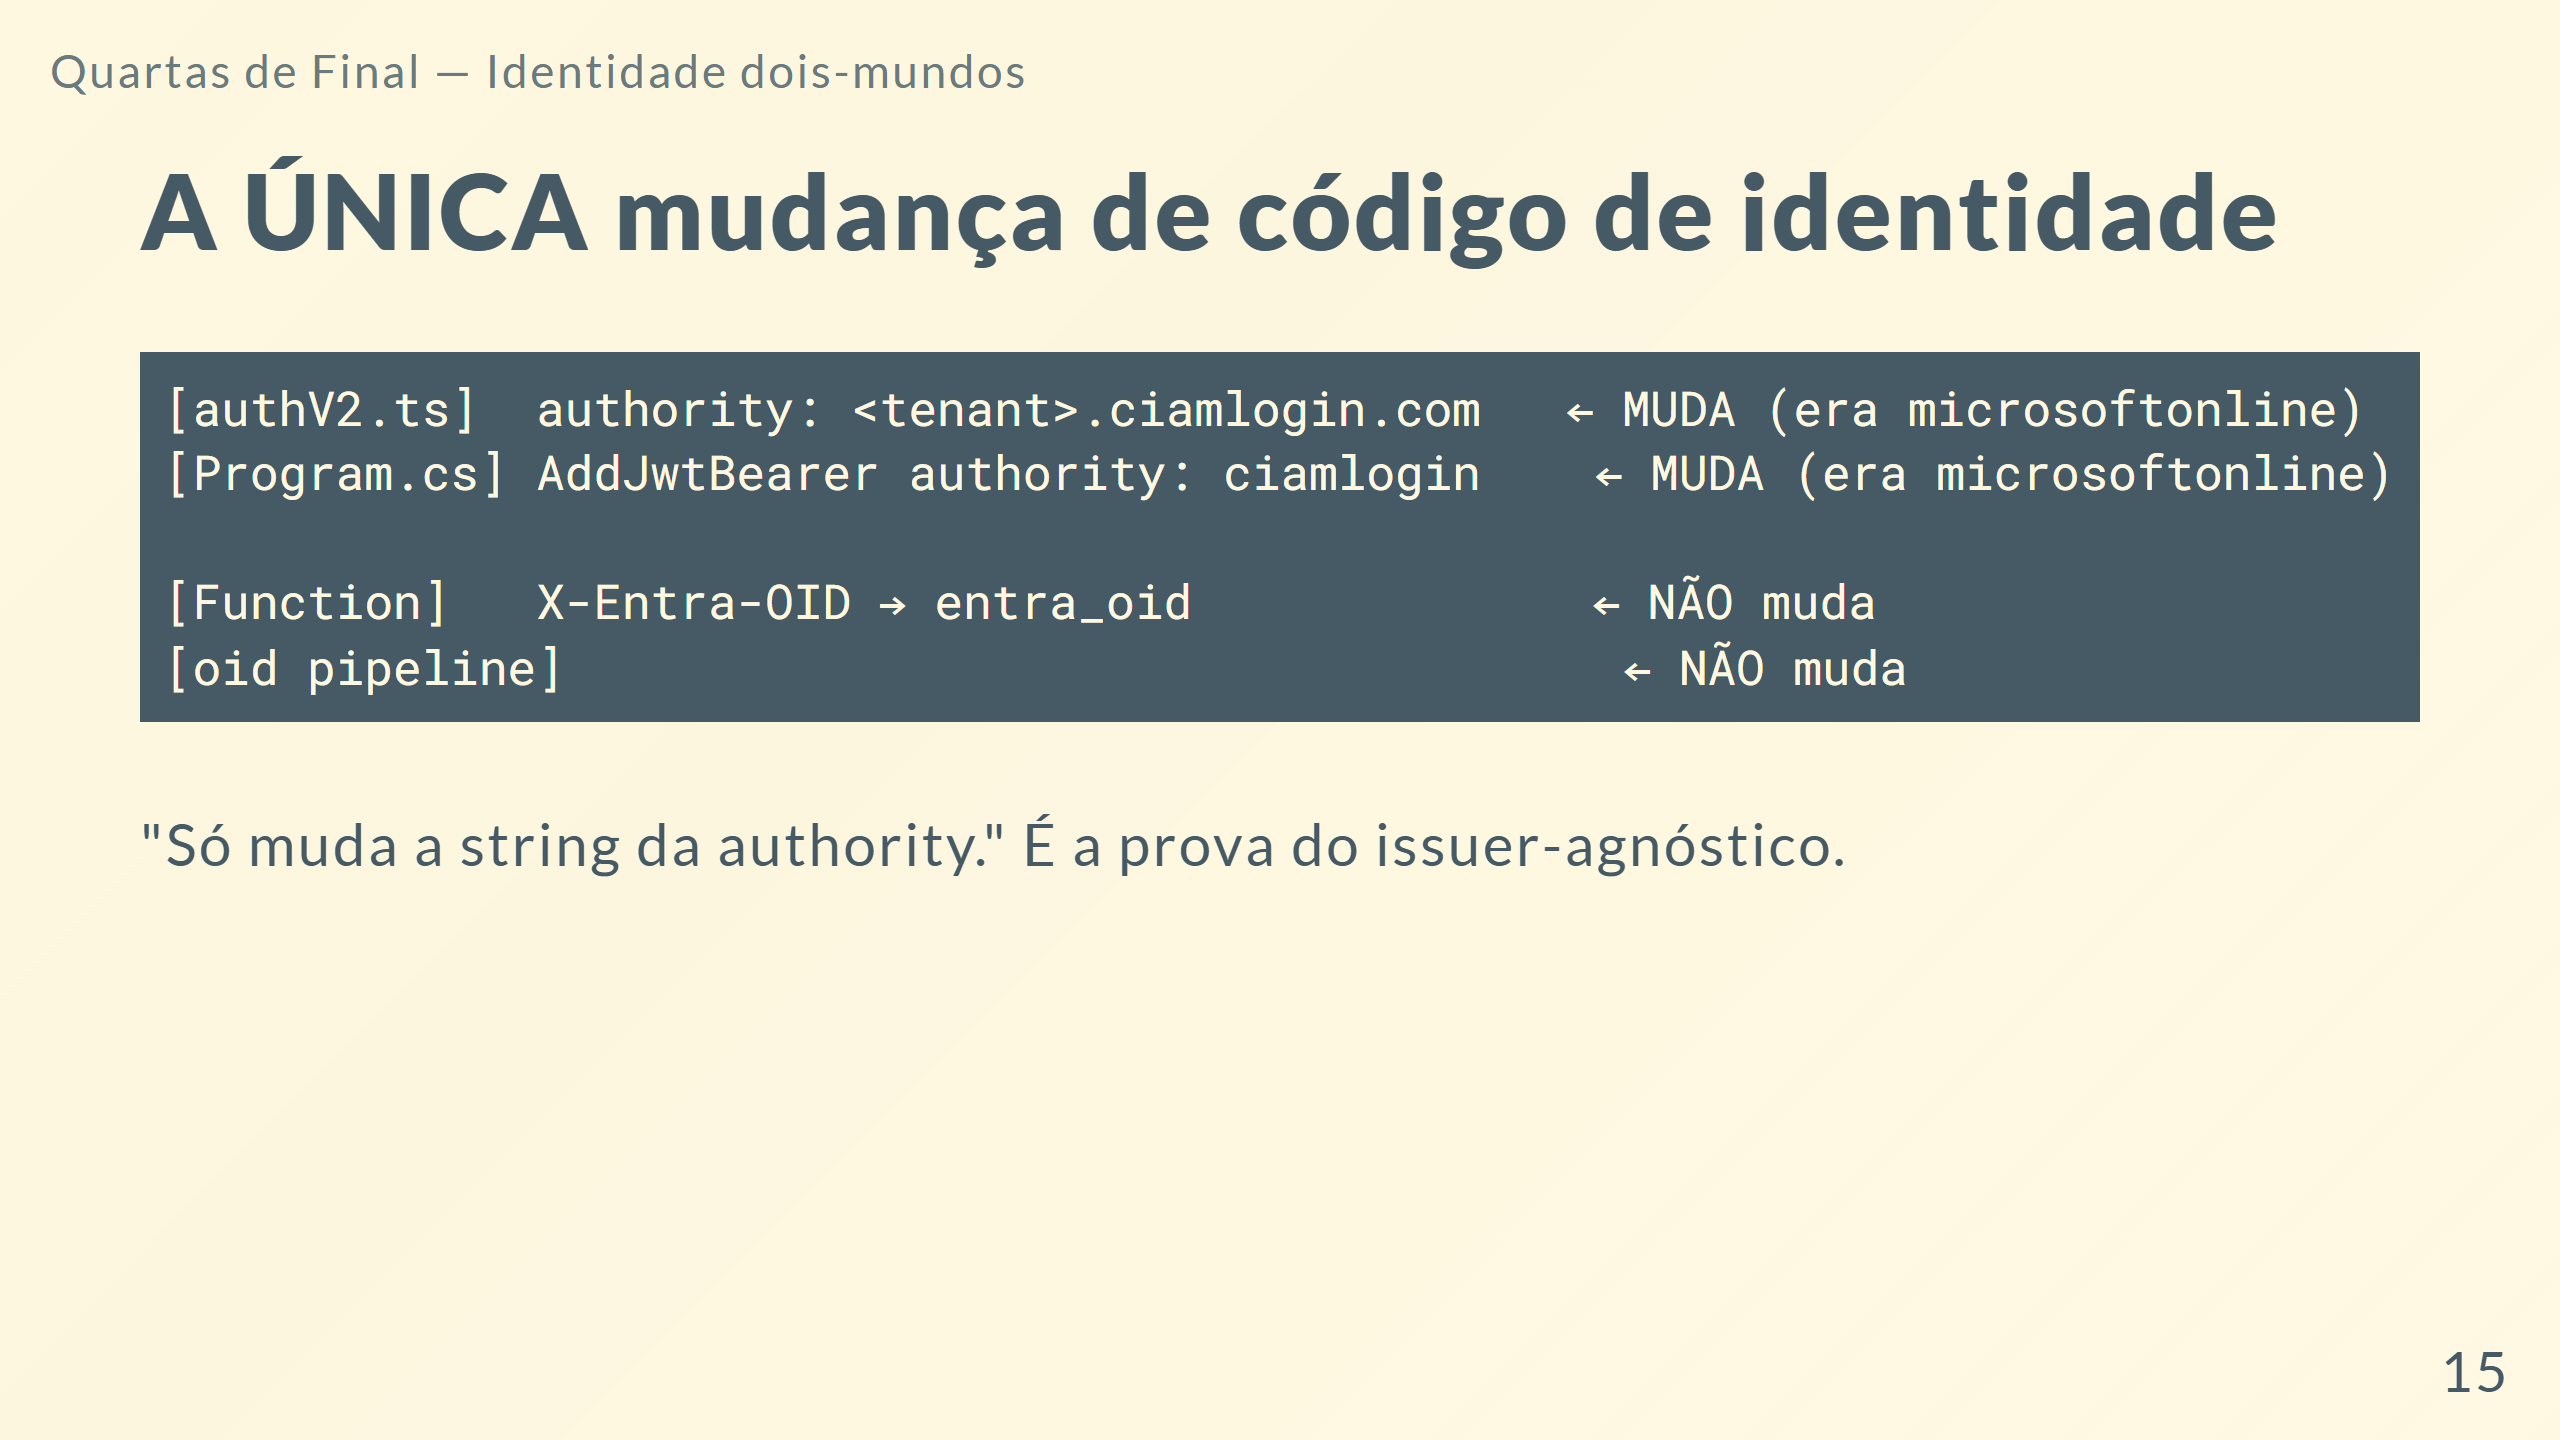 Quartas de Final — Identidade dois-mundos
A ÚNICA mudança de código de identidade
[authV2.ts]  authority: <tenant>.ciamlogin.com   ← MUDA (era microsoftonline)
[Program.cs] AddJwtBearer authority: ciamlogin    ← MUDA (era microsoftonline)
[Function]   X-Entra-OID → entra_oid              ← NÃO muda
[oid pipeline]                                     ← NÃO muda
"Só muda a string da authority." É a prova do issuer-agnóstico.
15